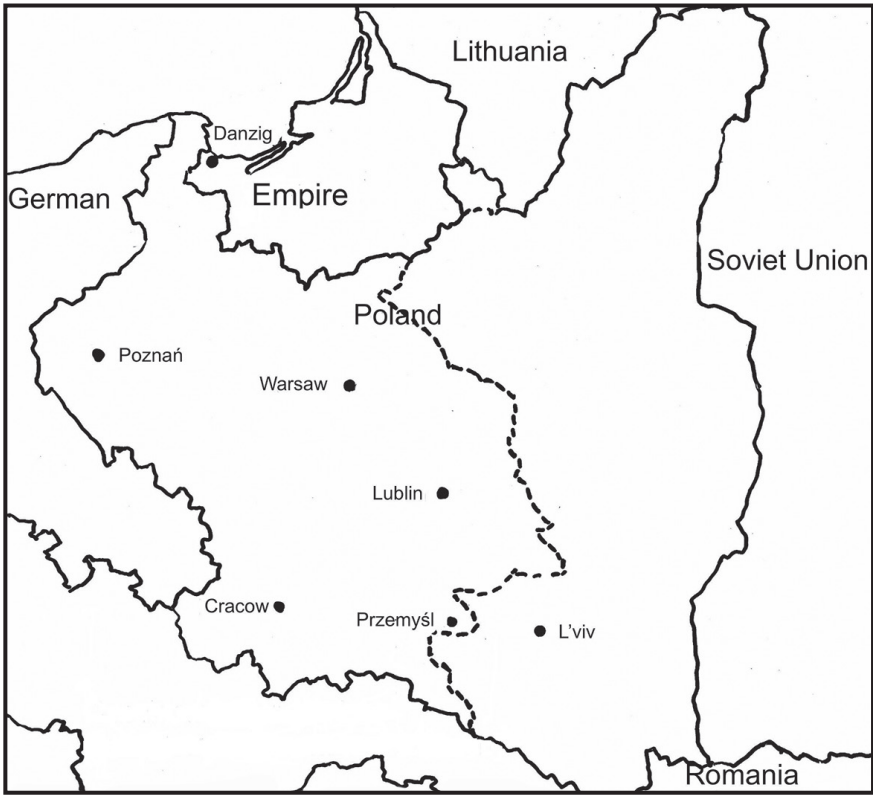 Lithuania
Danzig
German
Empire
Soviet Union
Poland
Poznań
Warsaw
Lublin
Cracow
Przemyśl
L'viv
Romania